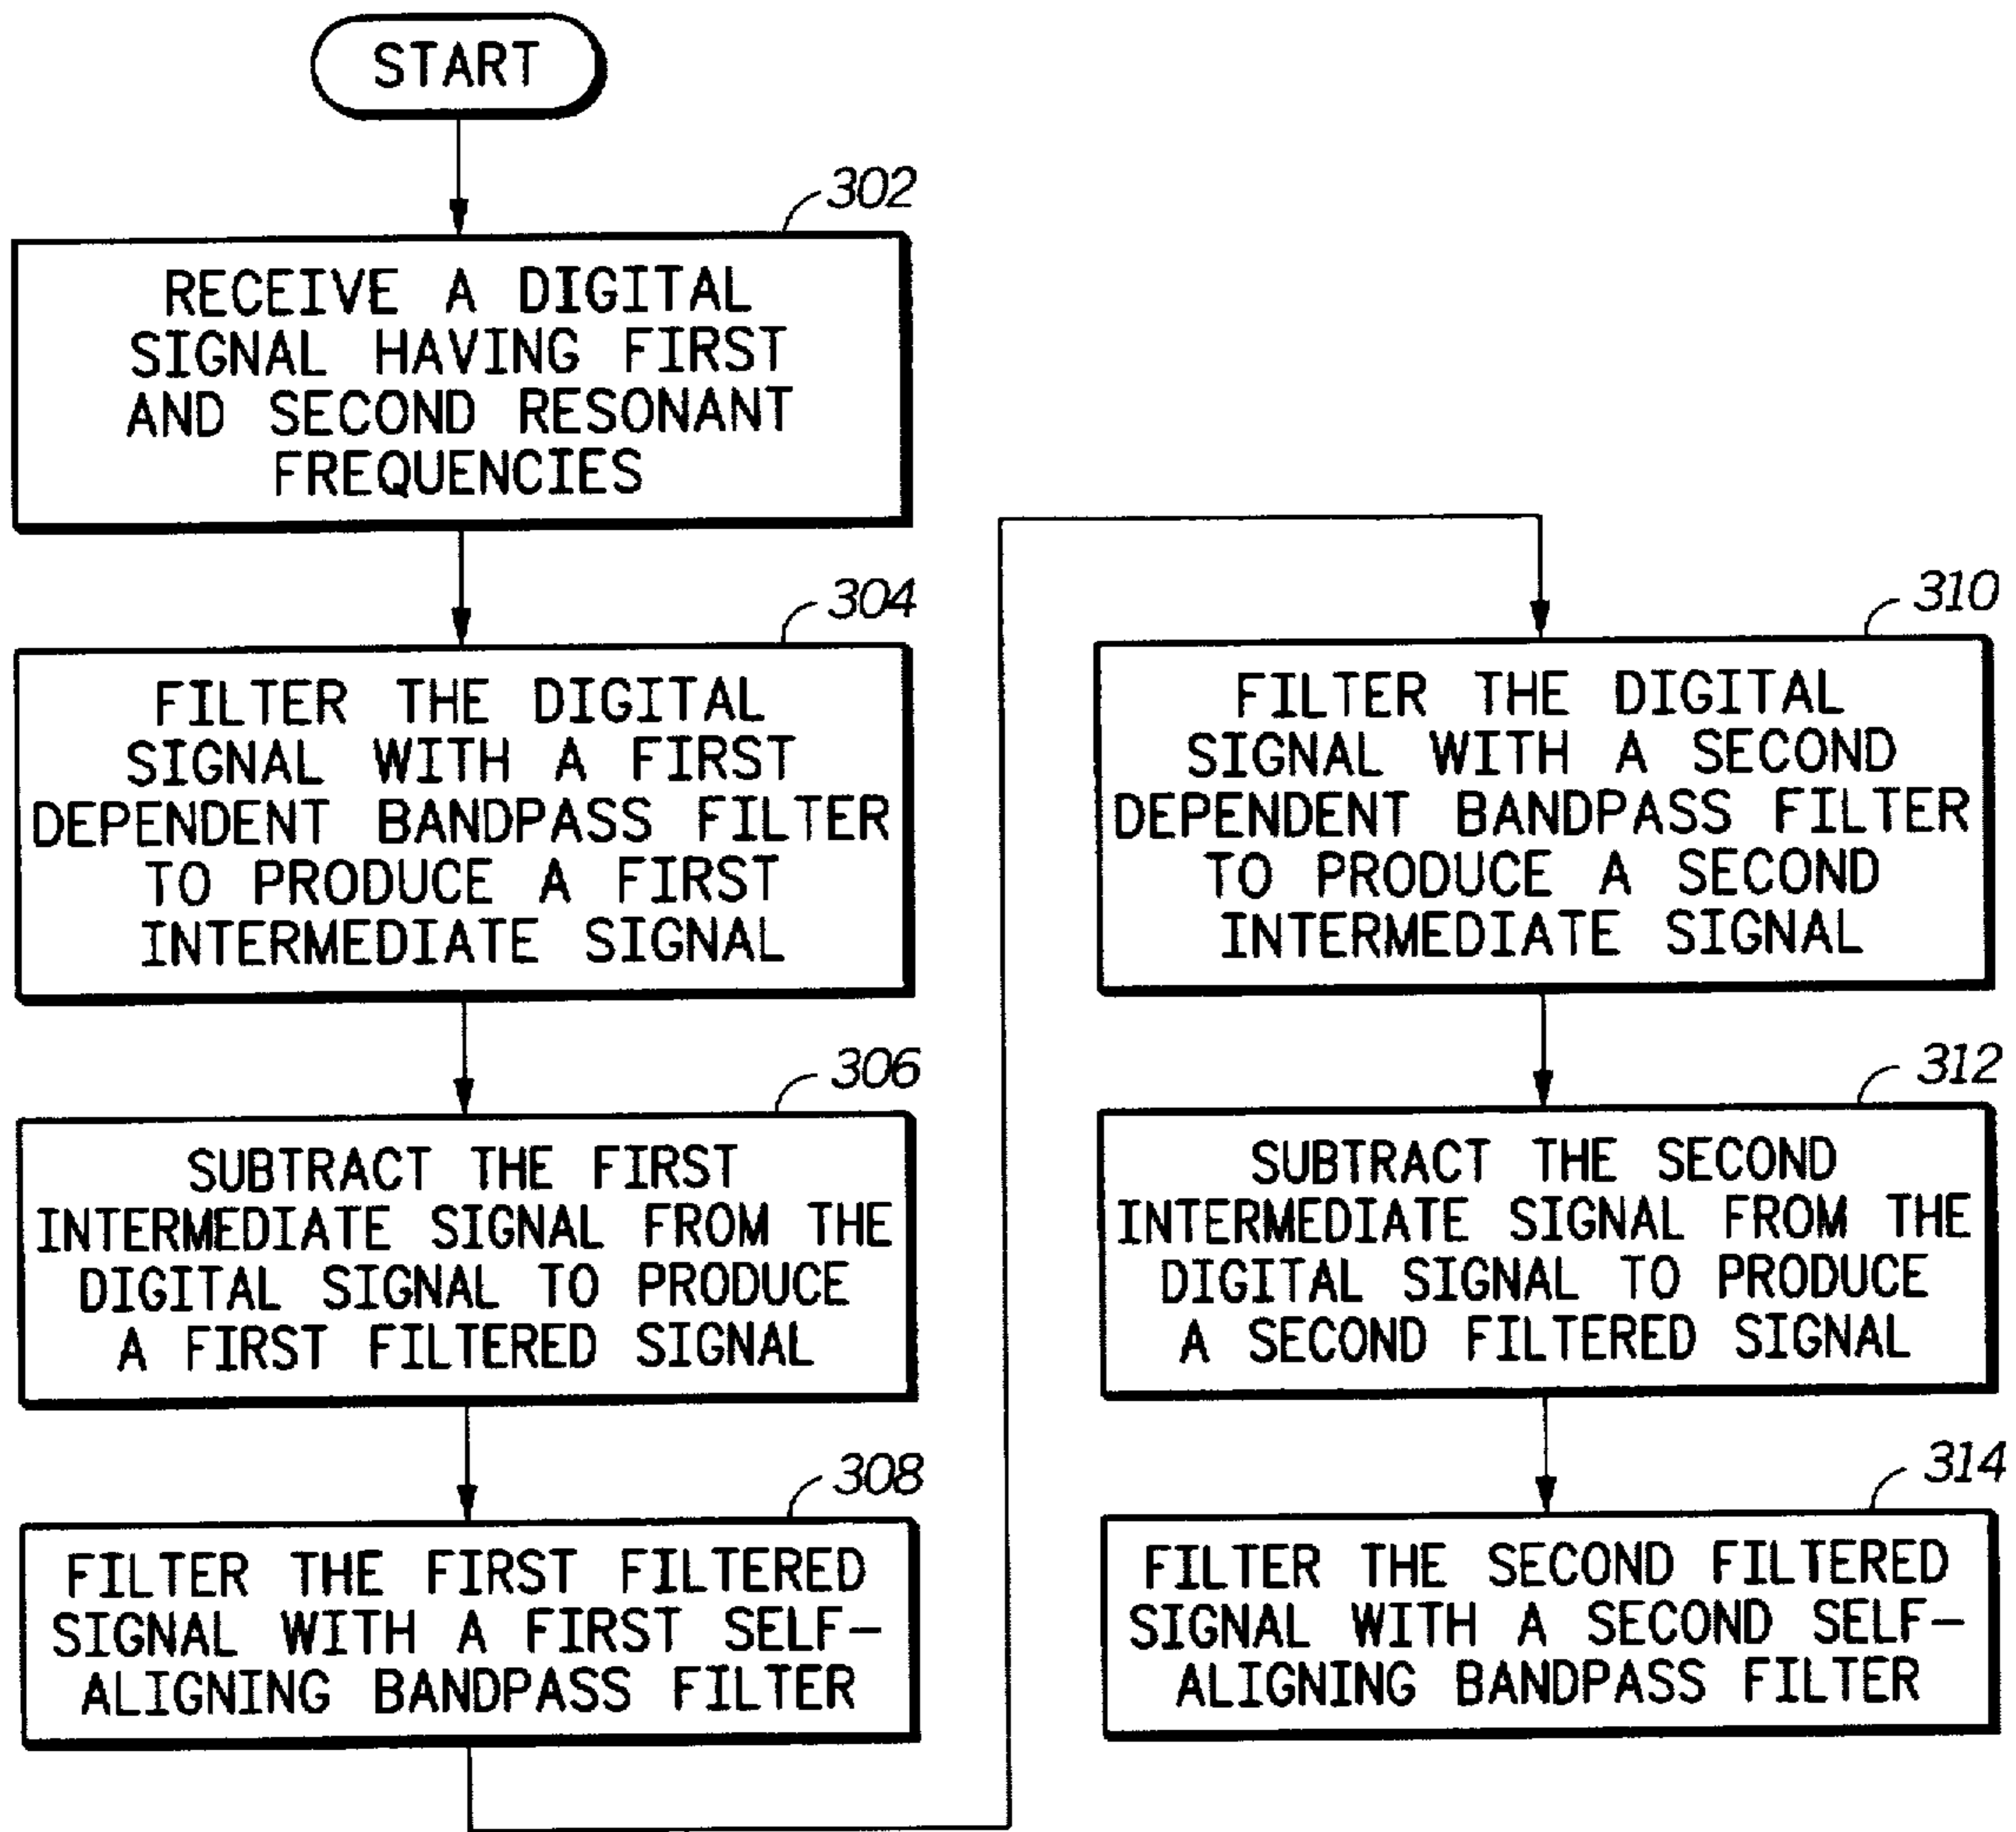 START
302
RECEIVE A DIGITAL
SIGNAL HAVING FIRST
AND SECOND RESONANT
FREQUENCIES
304
FILTER THE DIGITAL
SIGNAL WITH A FIRST
DEPENDENT BANDPASS FILTER
TO PRODUCE A FIRST
INTERMEDIATE SIGNAL
306
SUBTRACT THE FIRST
INTERMEDIATE SIGNAL FROM THE
DIGITAL SIGNAL TO PRODUCE
A FIRST FILTERED SIGNAL
308
FILTER THE FIRST FILTERED
SIGNAL WITH A FIRST SELF-
ALIGNING BANDPASS FILTER
310
FILTER THE DIGITAL
SIGNAL WITH A SECOND
DEPENDENT BANDPASS FILTER
TO PRODUCE A SECOND
INTERMEDIATE SIGNAL
312
SUBTRACT THE SECOND
INTERMEDIATE SIGNAL FROM THE
DIGITAL SIGNAL TO PRODUCE
A SECOND FILTERED SIGNAL
314
FILTER THE SECOND FILTERED
SIGNAL WITH A SECOND SELF-
ALIGNING BANDPASS FILTER